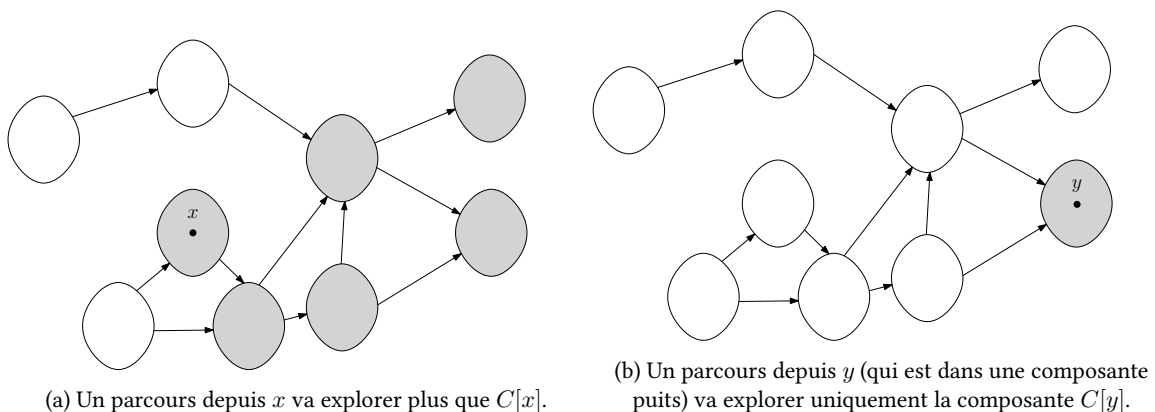 x
y
(a) Un parcours depuis x va explorer plus que C[x].
(b) Un parcours depuis y (qui est dans une composante
puits) va explorer uniquement la composante C[y].